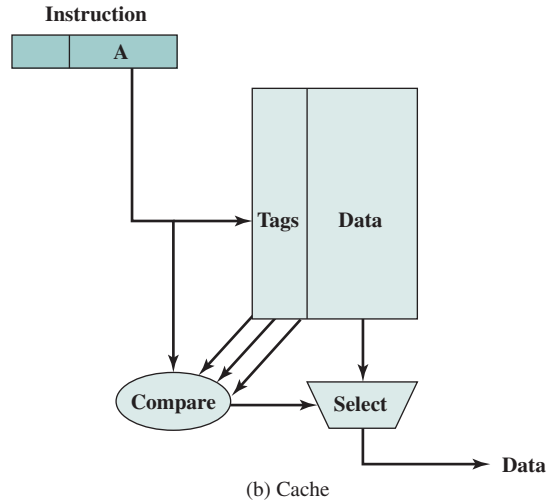 Instruction
A
Tags
Data
Compare
Select
Data
(b) Cache